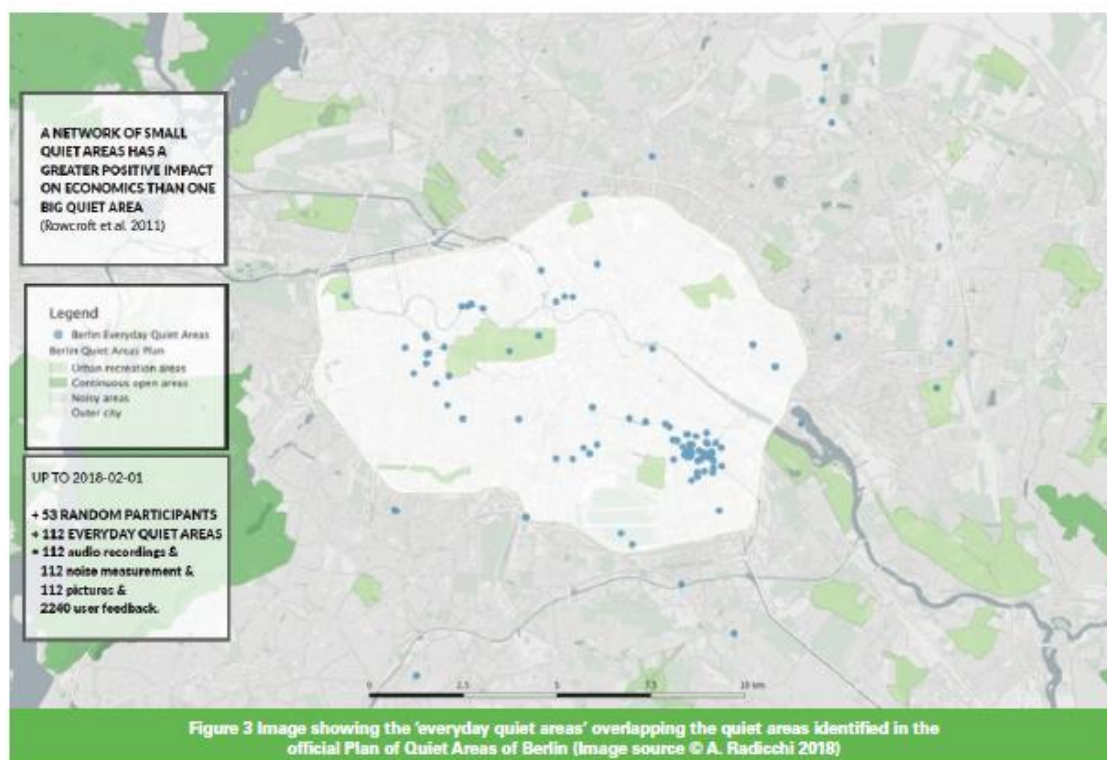 A NETWORK OF SMALL
QUIET AREAS HAS A
GREATER POSITIVE IMPACT
ON ECONOMICS THAN ONE
BIG QUIET AREA
(Rowcroft et al. 2011)
Legend
Berlin Everyday Quiet Areas
Berlin Quiet Areas Plan
Urban recreation areas
Continuous open areas
Noisy areas
Outer city
UP TO 2018-02-01
+ 53 RANDOM PARTICIPANTS
+ 112 EVERYDAY QUIET AREAS
= 112 audio recordings &
112 noise measurement &
112 pictures &
2240 user feedback.
0 2.5 5 7.5 10 km
Figure 3 Image showing the 'everyday quiet areas' overlapping the quiet areas identified in the
official Plan of Quiet Areas of Berlin (Image source © A. Radicchi 2018)